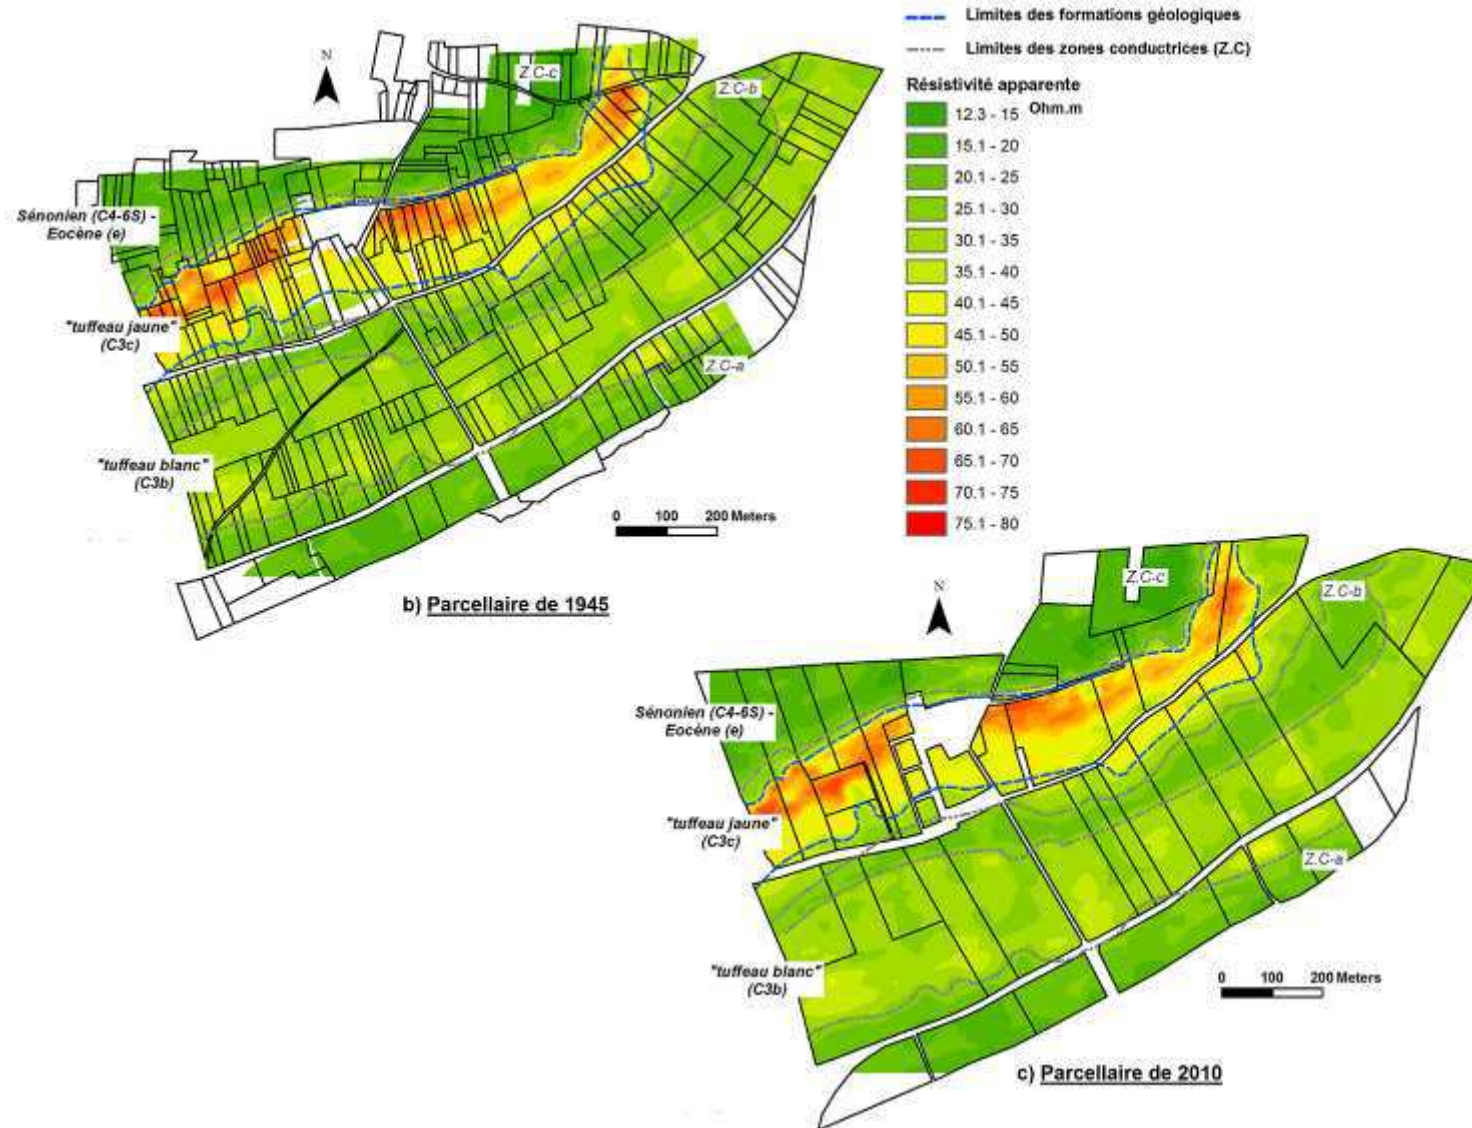 Limites des formations géologiques
Limites des zones conductrices (Z.C)
Résistivité apparente
Ohm.m
12.3 - 15
15.1 - 20
20.1 - 25
25.1 - 30
30.1 - 35
35.1 - 40
40.1 - 45
45.1 - 50
50.1 - 55
55.1 - 60
60.1 - 65
65.1 - 70
70.1 - 75
75.1 - 80
N
Z.C-c
Z.C-b
Sénonien (C4-6S) -
Eocène (e)
"tuffeau jaune"
(C3c)
Z.C-a
"tuffeau blanc"
(C3b)
0 100 200 Meters
b) Parcellaire de 1945
N
Z.C-c
Z.C-b
Sénonien (C4-6S) -
Eocène (e)
"tuffeau jaune"
(C3c)
Z.C-a
"tuffeau blanc"
(C3b)
0 100 200 Meters
c) Parcellaire de 2010